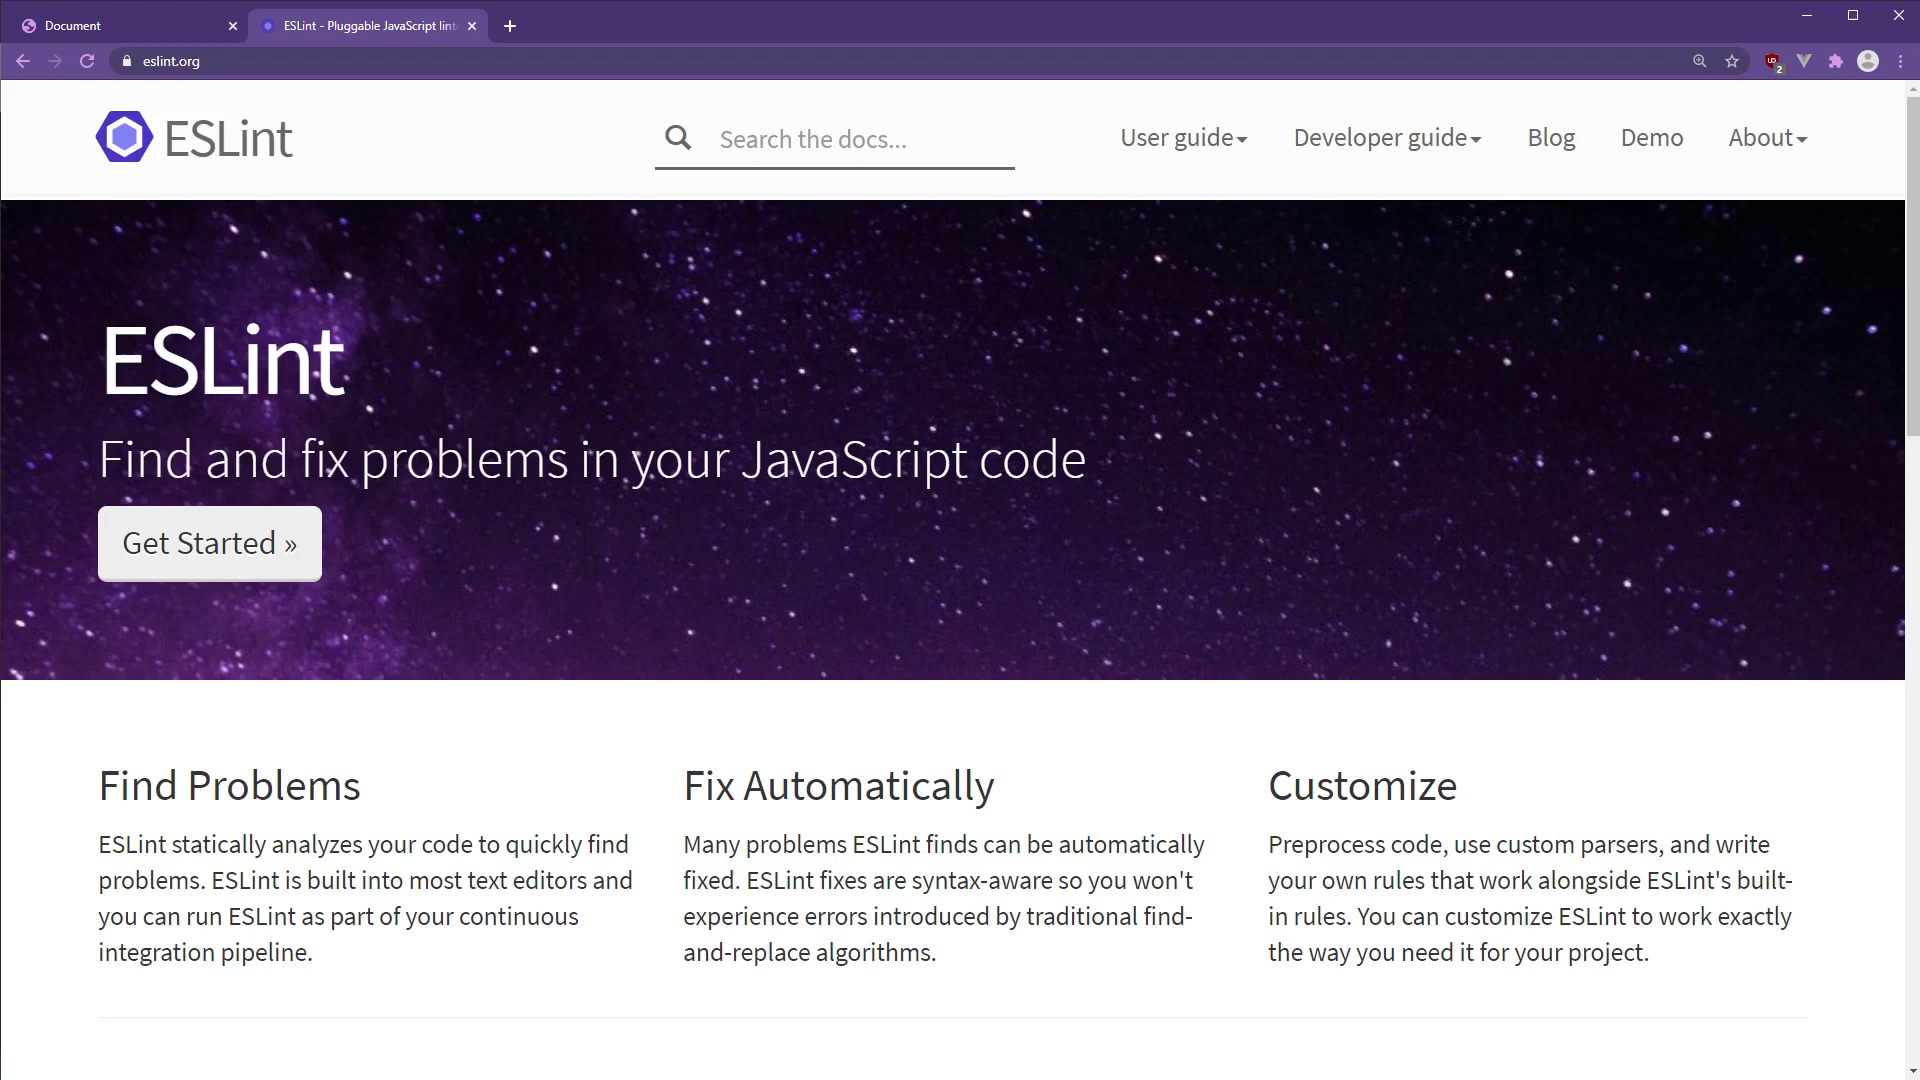 Document
ESLint - Pluggable JavaScript lint
eslint.org
2
ESLint
Search the docs...
User guide
Developer guide
Blog
Demo
About
ESLint
Find and fix problems in your JavaScript code
Get Started »
Find Problems
ESLint statically analyzes your code to quickly find
problems. ESLint is built into most text editors and
you can run ESLint as part of your continuous
integration pipeline.
Fix Automatically
Many problems ESLint finds can be automatically
fixed. ESLint fixes are syntax-aware so you won't
experience errors introduced by traditional find-
and-replace algorithms.
Customize
Preprocess code, use custom parsers, and write
your own rules that work alongside ESLint's built-
in rules. You can customize ESLint to work exactly
the way you need it for your project.